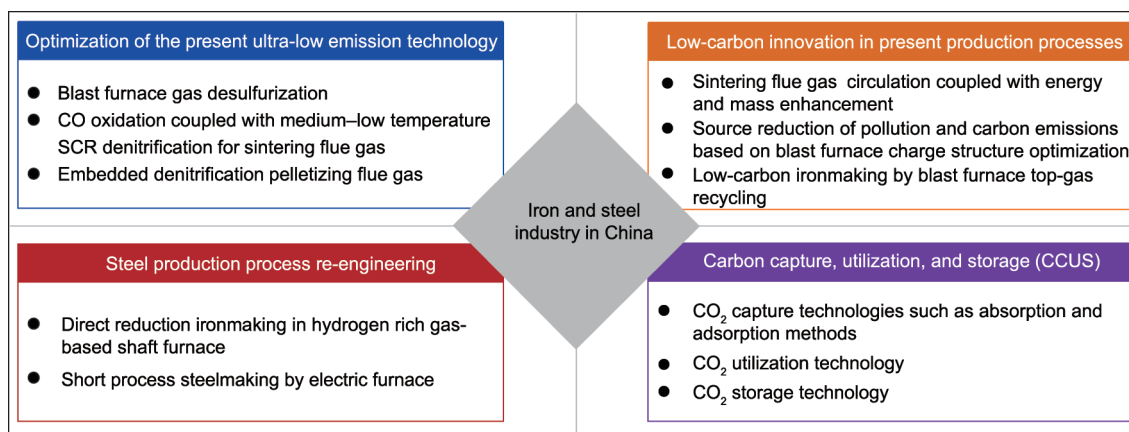 Optimization of the present ultra-low emission technology
● Blast furnace gas desulfurization
● CO oxidation coupled with medium–low temperature
SCR denitrification for sintering flue gas
● Embedded denitrification pelletizing flue gas
Low-carbon innovation in present production processes
● Sintering flue gas circulation coupled with energy
and mass enhancement
● Source reduction of pollution and carbon emissions
based on blast furnace charge structure optimization
● Low-carbon ironmaking by blast furnace top-gas
recycling
Iron and steel
industry in China
Steel production process re-engineering
● Direct reduction ironmaking in hydrogen rich gas-
based shaft furnace
● Short process steelmaking by electric furnace
Carbon capture, utilization, and storage (CCUS)
● CO₂ capture technologies such as absorption and
adsorption methods
● CO₂ utilization technology
● CO₂ storage technology